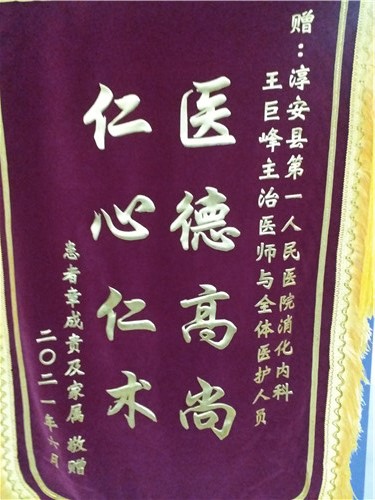 赠：淳安县第一人民医院消化内科
王巨峰主治医师与全体医护人员
医德高尚
仁心仁术
患者章成贵及家属 敬赠
二〇二一年六月